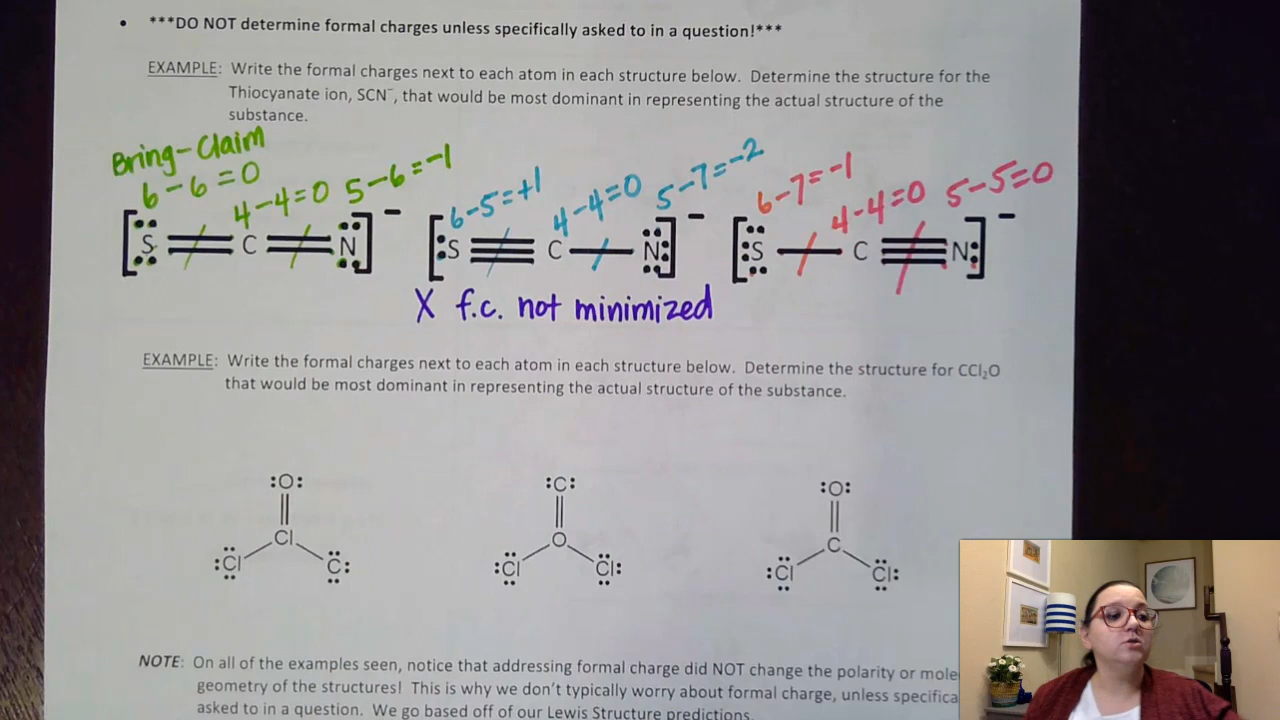 • ***DO NOT determine formal charges unless specifically asked to in a question!***
EXAMPLE: Write the formal charges next to each atom in each structure below. Determine the structure for the
Thiocyanate ion, SCN⁻, that would be most dominant in representing the actual structure of the
substance.
Bring-Claim
6-6=0 4-4=0 5-6=-1 6-5=+1 4-4=0 5-7=-2 6-7=-1 4-4=0 5-5=0
[S C N]⁻ [:S C N:]⁻ [:S C N:]⁻
X f.c. not minimized
EXAMPLE: Write the formal charges next to each atom in each structure below. Determine the structure for CCl₂O
that would be most dominant in representing the actual structure of the substance.
:O: :C: :O:
Cl O C
:Cl C: :Cl Cl: :Cl Cl:
NOTE: On all of the examples seen, notice that addressing formal charge did NOT change the polarity or mole
geometry of the structures! This is why we don't typically worry about formal charge, unless specifica
asked to in a question. We go based off of our Lewis Structure predictions.